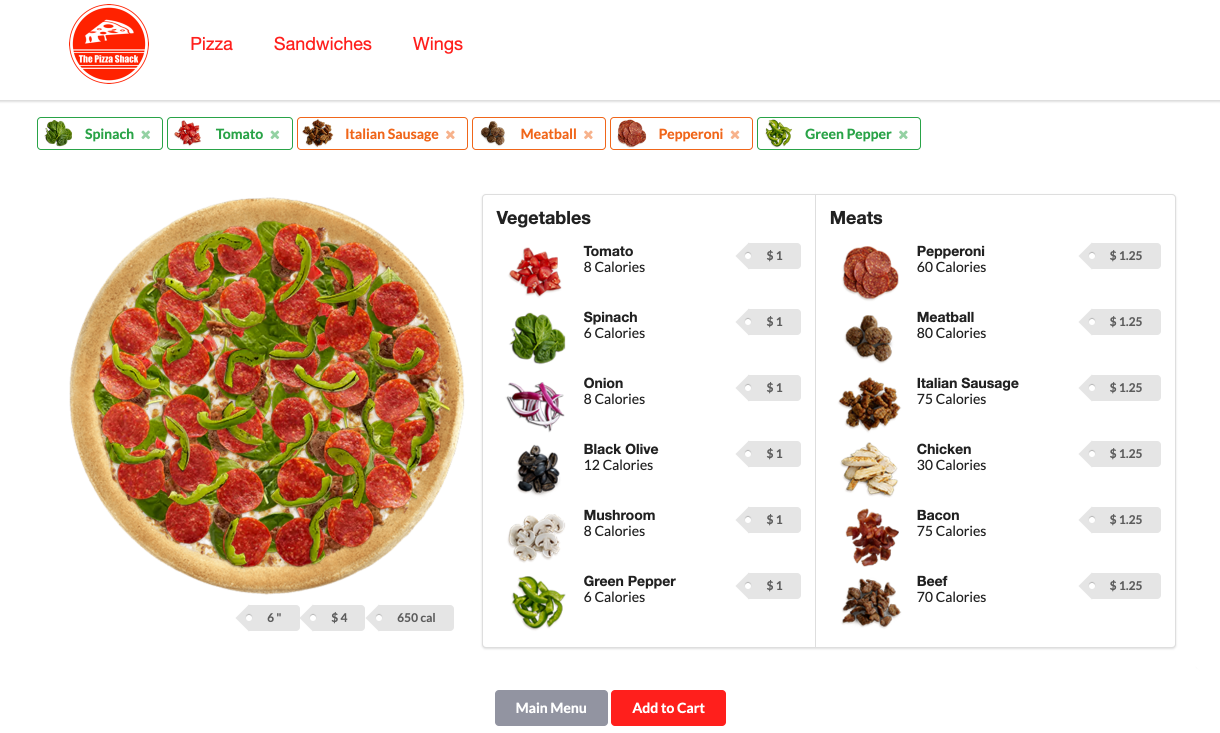 The Pizza Shack
Pizza Sandwiches Wings
Spinach × Tomato × Italian Sausage × Meatball × Pepperoni × Green Pepper ×
Vegetables
Tomato
8 Calories
$ 1
Spinach
6 Calories
$ 1
Onion
8 Calories
$ 1
Black Olive
12 Calories
$ 1
Mushroom
8 Calories
$ 1
Green Pepper
6 Calories
$ 1
Meats
Pepperoni
60 Calories
$ 1.25
Meatball
80 Calories
$ 1.25
Italian Sausage
75 Calories
$ 1.25
Chicken
30 Calories
$ 1.25
Bacon
75 Calories
$ 1.25
Beef
70 Calories
$ 1.25
6 " $ 4 650 cal
Main Menu Add to Cart